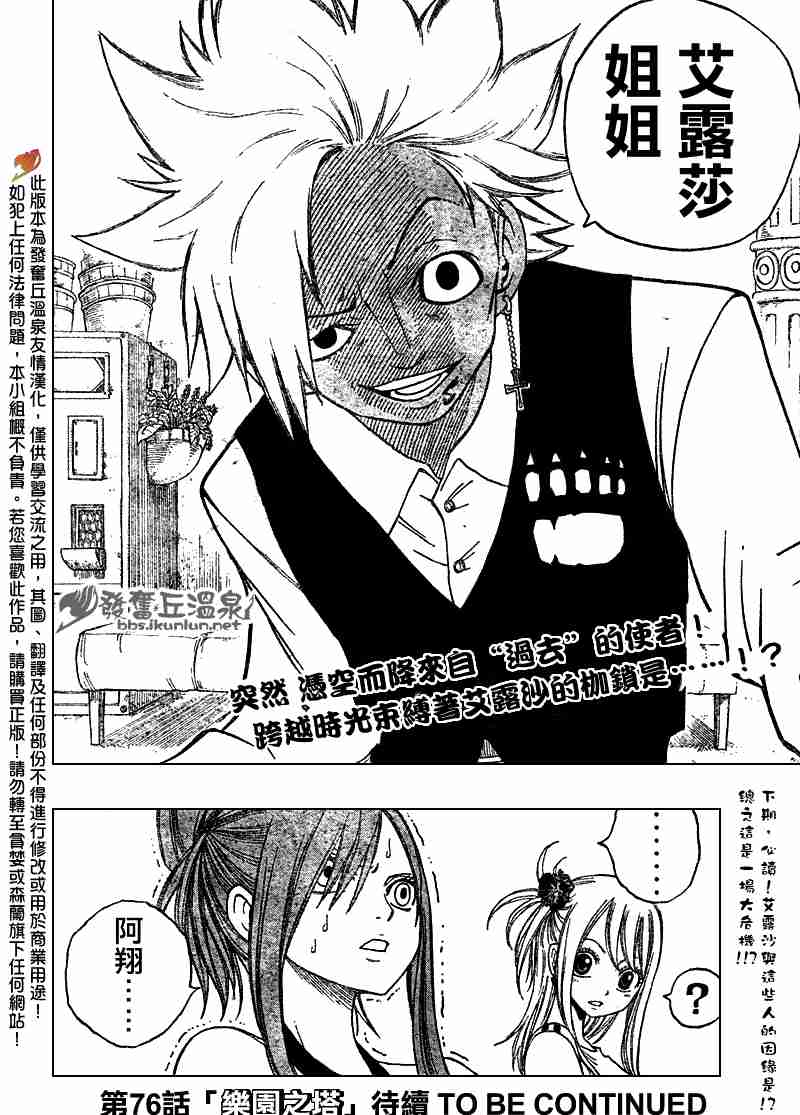 艾露莎
姐姐
突然 憑空而降來自“過去”的使者!
跨越時光束縛著艾露沙的枷鎖是……!?
發奮丘溫泉
bbs.ikunlun.net
……
?
阿翔……
下期，必讀!艾露沙與這些人的因緣是!?
總之這是一場大危機!!?
第76話「樂園之塔」待續 TO BE CONTINUED
此版本為發奮丘溫泉友情漢化，僅供學習交流之用，其圖、翻譯及任何部份不得進行修改或用於商業用途!
如犯上任何法律問題，本小組概不負責。若您喜歡此作品，請購買正版!請勿轉至貪婪或森蘭旗下任何網站!